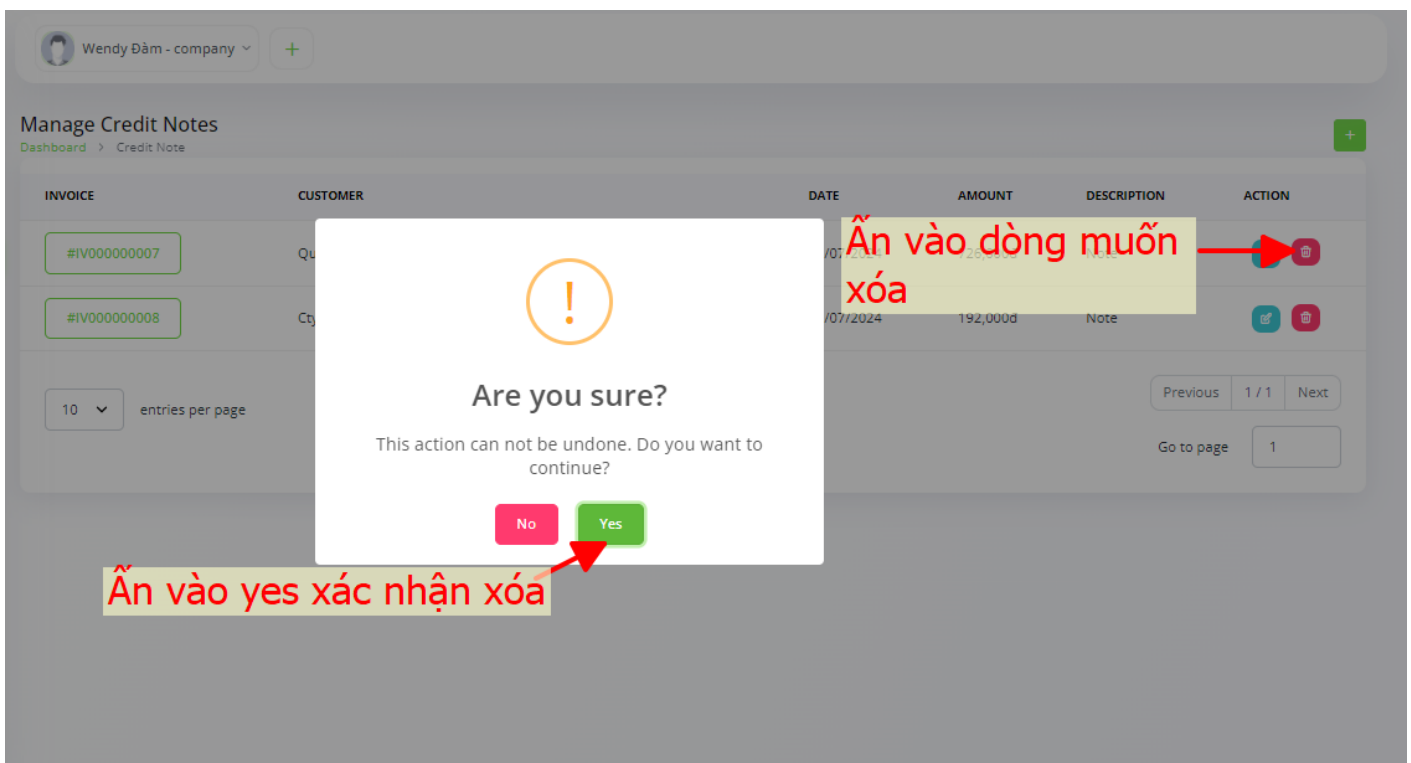 Wendy Đàm - company
+
Manage Credit Notes
+
Dashboard > Credit Note
INVOICE CUSTOMER DATE AMOUNT DESCRIPTION ACTION
#IV000000007
Ấn vào dòng muốn
xóa
#IV000000008 /07/2024 192,000đ Note
!
Are you sure?
This action can not be undone. Do you want to
continue?
No Yes
10 entries per page
Previous 1 / 1 Next
Go to page 1
Ấn vào yes xác nhận xóa